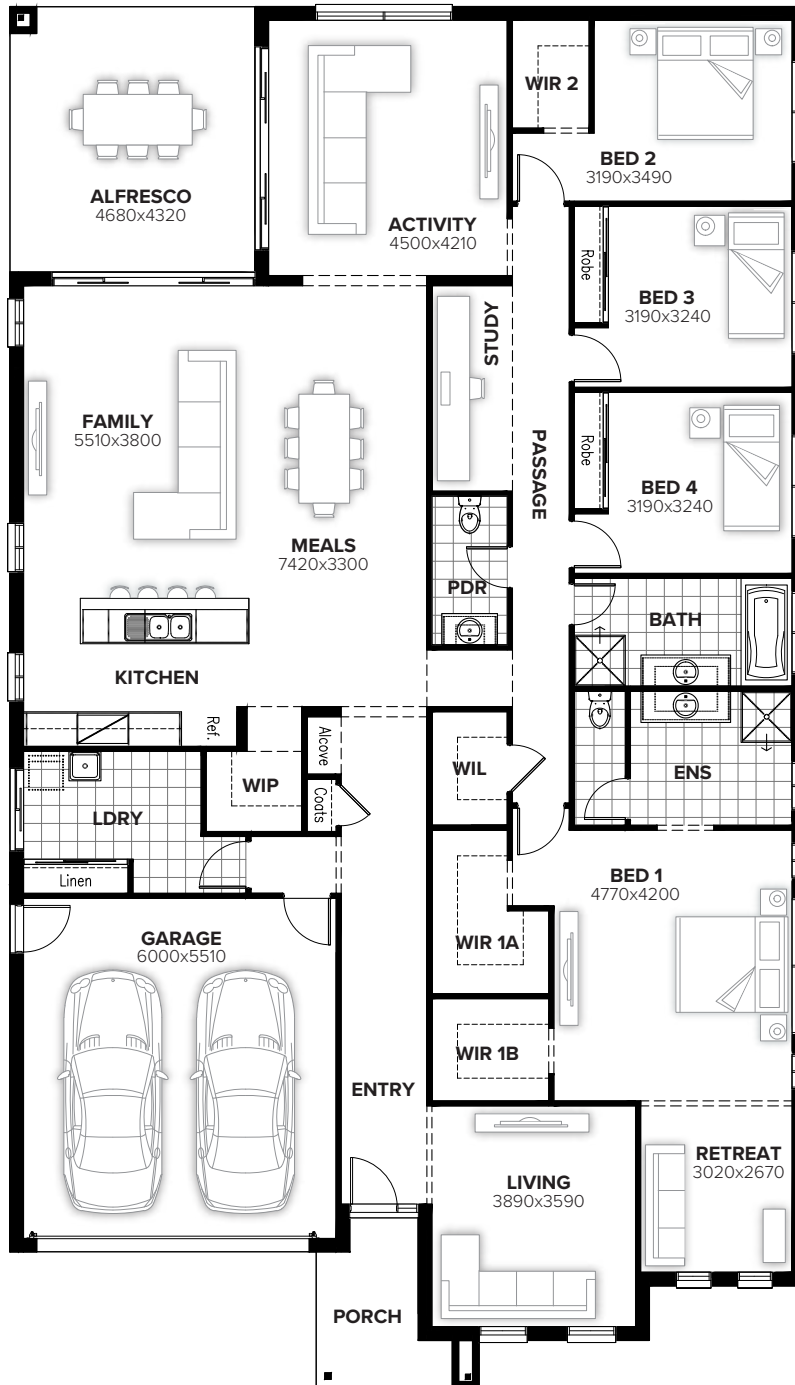 WIR 2
BED 2
3190x3490
ALFRESCO
4680x4320
ACTIVITY
4500x4210
Robe
BED 3
3190x3240
STUDY
FAMILY
5510x3800
PASSAGE
Robe
BED 4
3190x3240
MEALS
7420x3300
PDR
BATH
KITCHEN
Ref.
Alcove
WIL
ENS
WIP
Coats
LDRY
Linen
BED 1
4770x4200
GARAGE
6000x5510
WIR 1A
WIR 1B
ENTRY
RETREAT
3020x2670
LIVING
3890x3590
PORCH